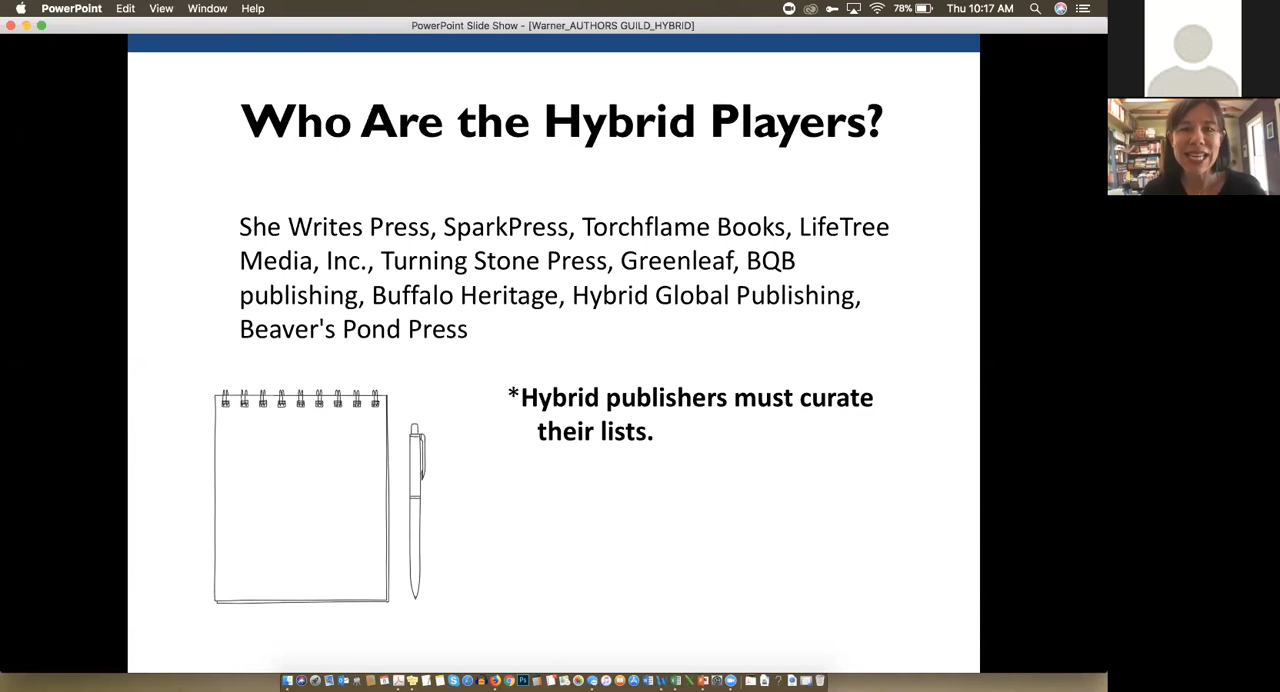 PowerPoint Edit View Window Help 78% Thu 10:17 AM
PowerPoint Slide Show - [Warner_AUTHORS GUILD_HYBRID]
Who Are the Hybrid Players?
She Writes Press, SparkPress, Torchflame Books, LifeTree
Media, Inc., Turning Stone Press, Greenleaf, BQB
publishing, Buffalo Heritage, Hybrid Global Publishing,
Beaver's Pond Press
*Hybrid publishers must curate
their lists.